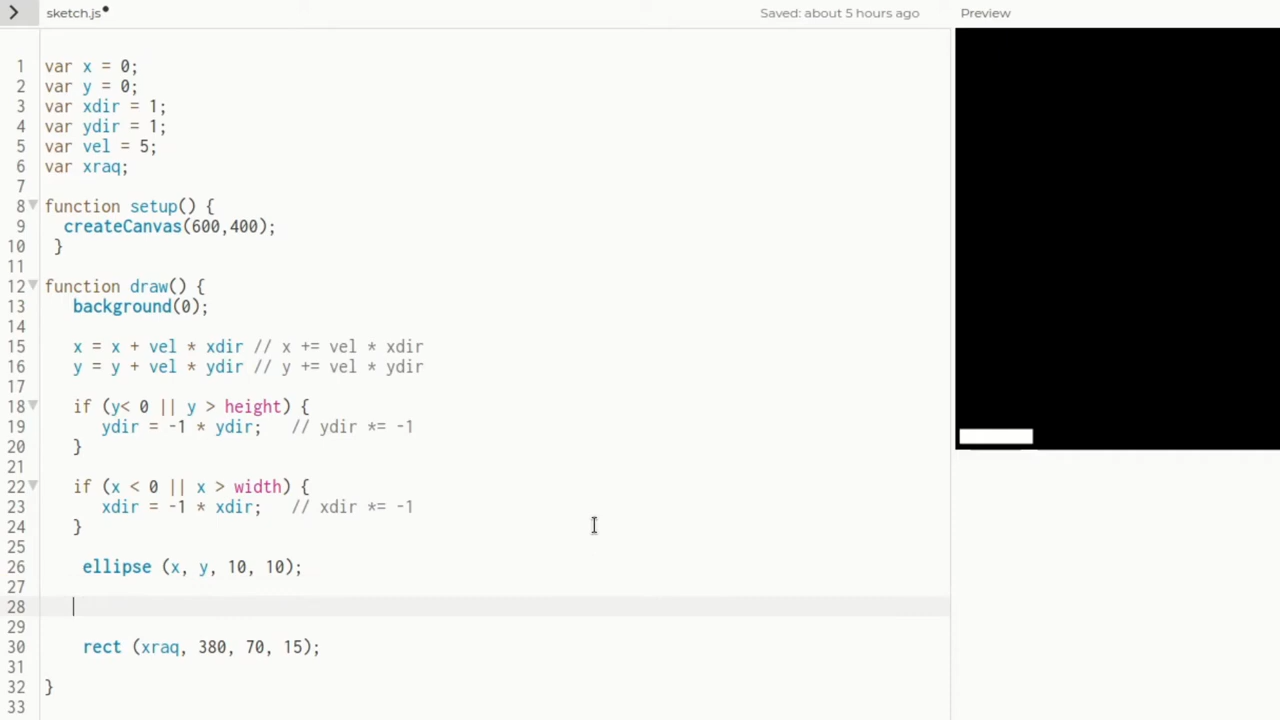 sketch.js Saved: about 5 hours ago Preview
1 var x = 0;
2 var y = 0;
3 var xdir = 1;
4 var ydir = 1;
5 var vel = 5;
6 var xraq;
7
8 function setup() {
9 createCanvas(600,400);
10 }
11
12 function draw() {
13 background(0);
14
15 x = x + vel * xdir // x += vel * xdir
16 y = y + vel * ydir // y += vel * ydir
17
18 if (y< 0 || y > height) {
19 ydir = -1 * ydir; // ydir *= -1
20 }
21
22 if (x < 0 || x > width) {
23 xdir = -1 * xdir; // xdir *= -1
24 }
25
26 ellipse (x, y, 10, 10);
27
28
29
30 rect (xraq, 380, 70, 15);
31
32 }
33